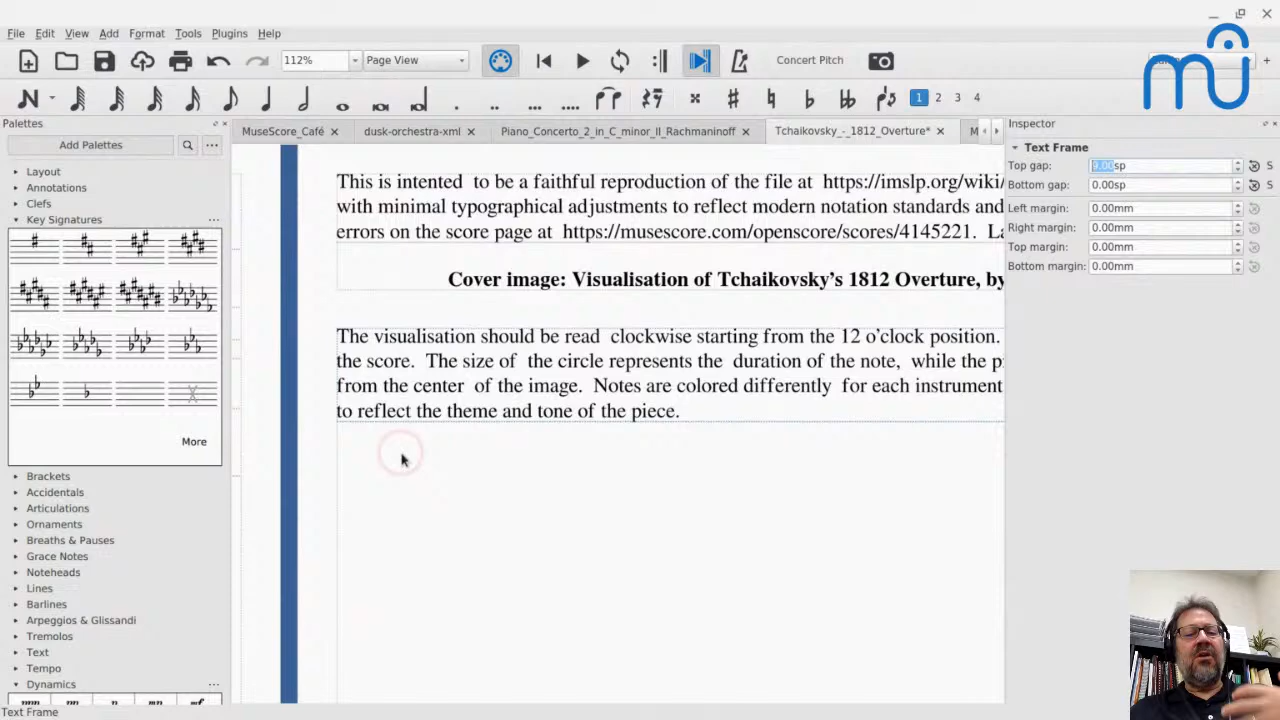 File Edit View Add Format Tools Plugins Help
112% Page View Concert Pitch
1 2 3 4
Palettes
MuseScore_Café dusk-orchestra-xml Piano_Concerto_2_in_C_minor_II_Rachmaninoff Tchaikovsky_-_1812_Overture* M
Inspector
Add Palettes
Text Frame
Layout
Annotations
Clefs
Key Signatures
More
Brackets
Accidentals
Articulations
Ornaments
Breaths & Pauses
Grace Notes
Noteheads
Lines
Barlines
Arpeggios & Glissandi
Tremolos
Text
Tempo
Dynamics
This is intented to be a faithful reproduction of the file at https://imslp.org/wiki/
with minimal typographical adjustments to reflect modern notation standards and
errors on the score page at https://musescore.com/openscore/scores/4145221. La
Cover image: Visualisation of Tchaikovsky's 1812 Overture, by
The visualisation should be read clockwise starting from the 12 o'clock position.
the score. The size of the circle represents the duration of the note, while the pi
from the center of the image. Notes are colored differently for each instrument
to reflect the theme and tone of the piece.
Top gap: 9.00sp S
Bottom gap: 0.00sp S
Left margin: 0.00mm
Right margin: 0.00mm
Top margin: 0.00mm
Bottom margin: 0.00mm
Text Frame